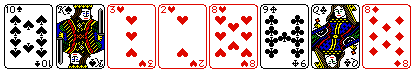 10♠ 3♥ 2♥ 8♥ 9♣ Q♠ 8♦